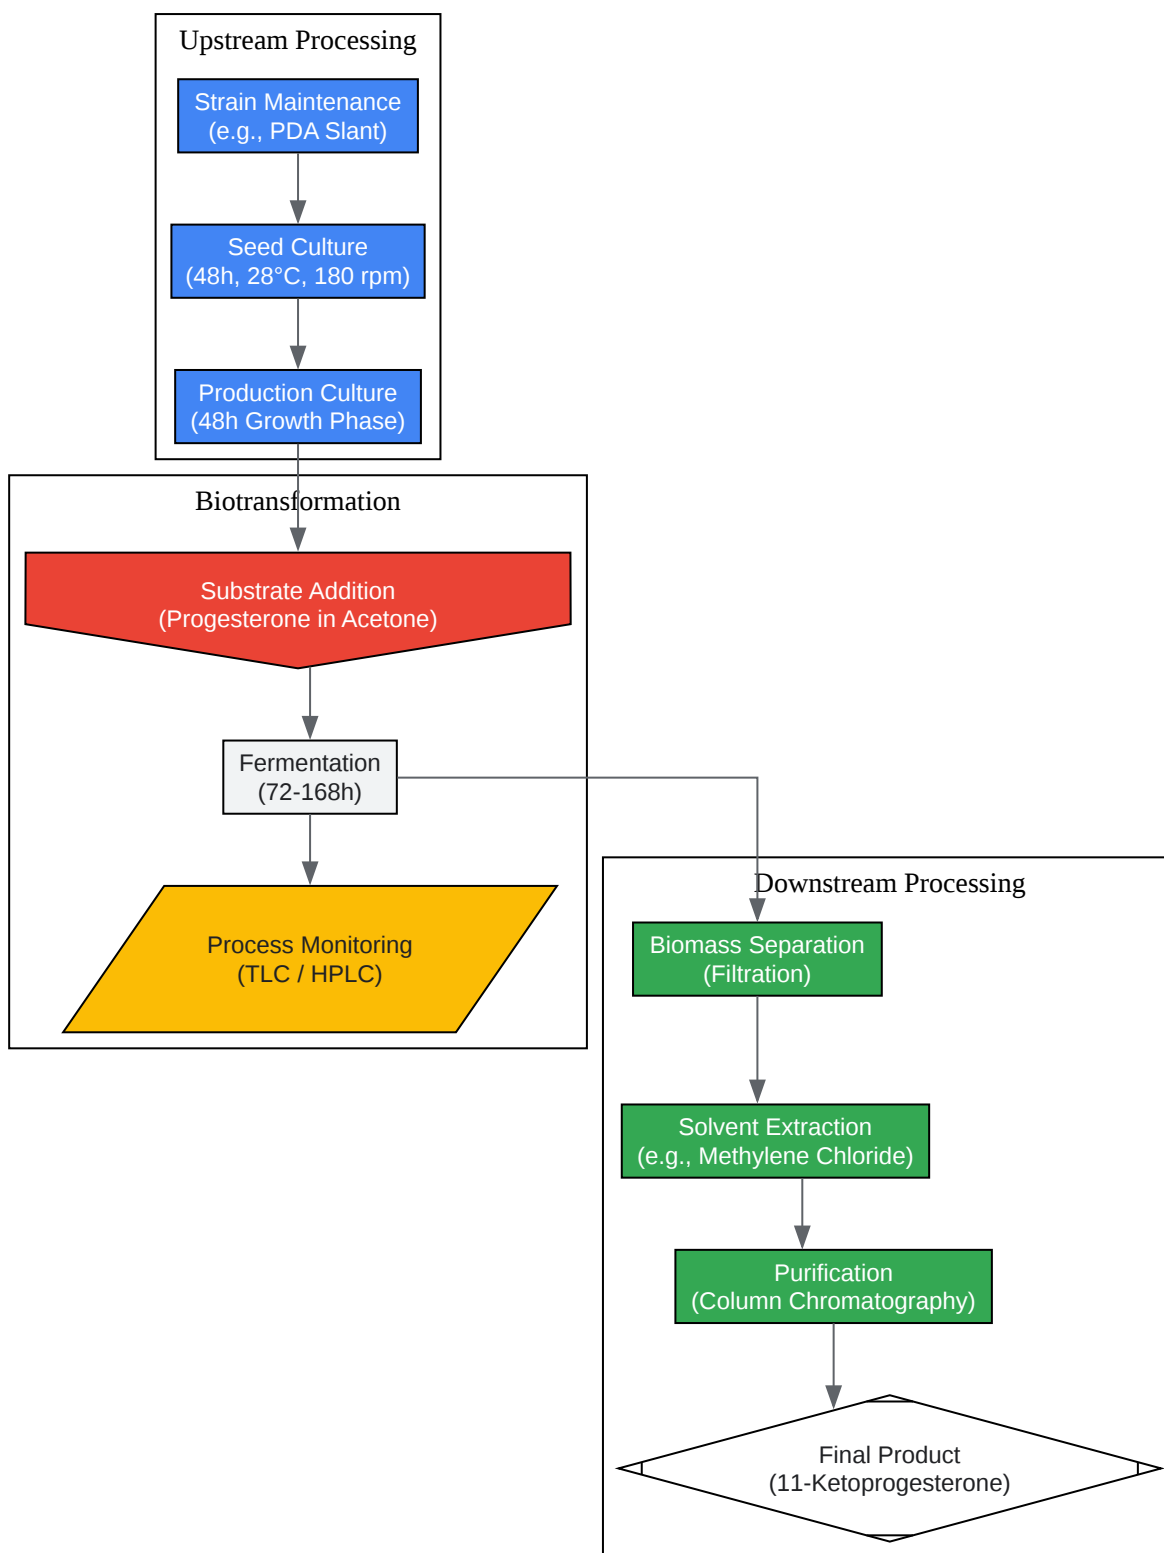 Upstream Processing
Strain Maintenance
(e.g., PDA Slant)
Seed Culture
(48h, 28°C, 180 rpm)
Production Culture
(48h Growth Phase)
Biotransformation
Substrate Addition
(Progesterone in Acetone)
Fermentation
(72-168h)
Process Monitoring
(TLC / HPLC)
Downstream Processing
Biomass Separation
(Filtration)
Solvent Extraction
(e.g., Methylene Chloride)
Purification
(Column Chromatography)
Final Product
(11-Ketoprogesterone)